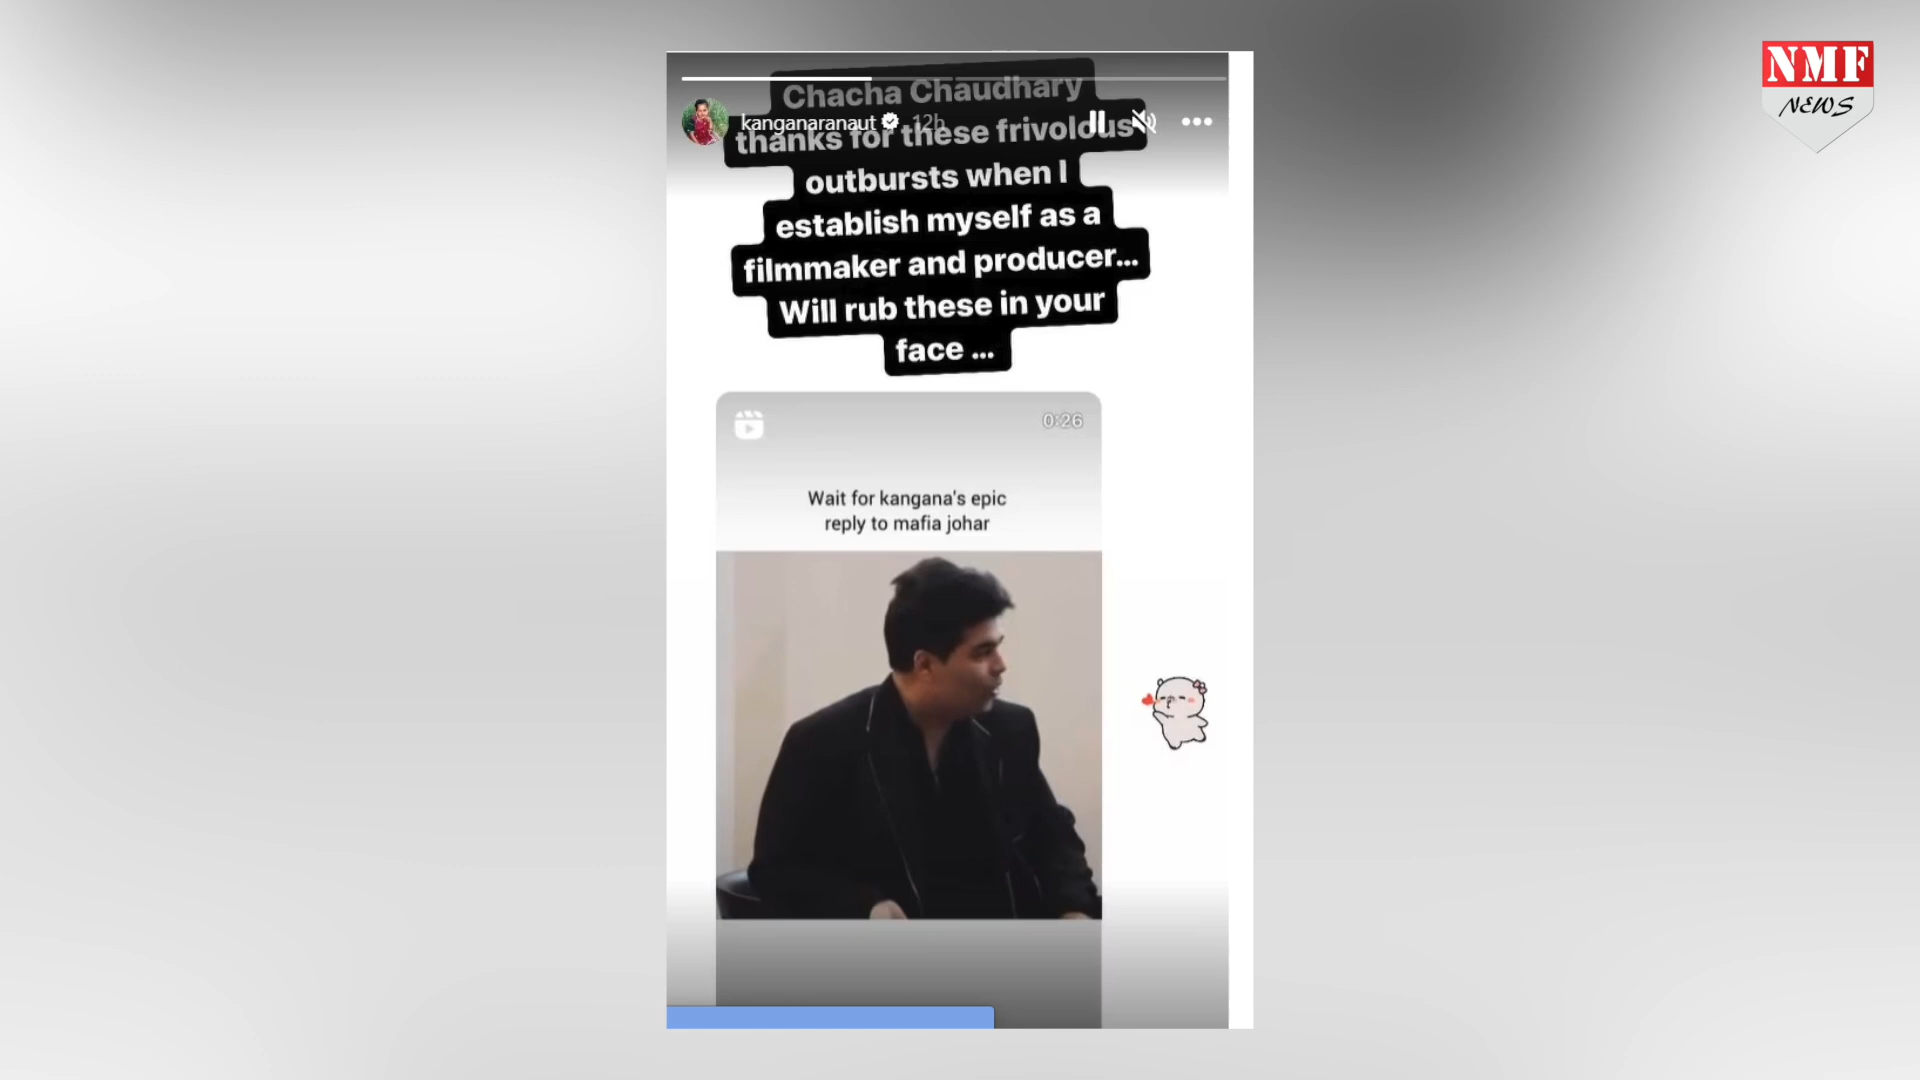 NMF
NEWS
Chacha Chaudhary
kanganaranaut 12h
thanks for these frivolous
outbursts when I
establish myself as a
filmmaker and producer...
Will rub these in your
face ...
0:26
Wait for kangana's epic
reply to mafia johar